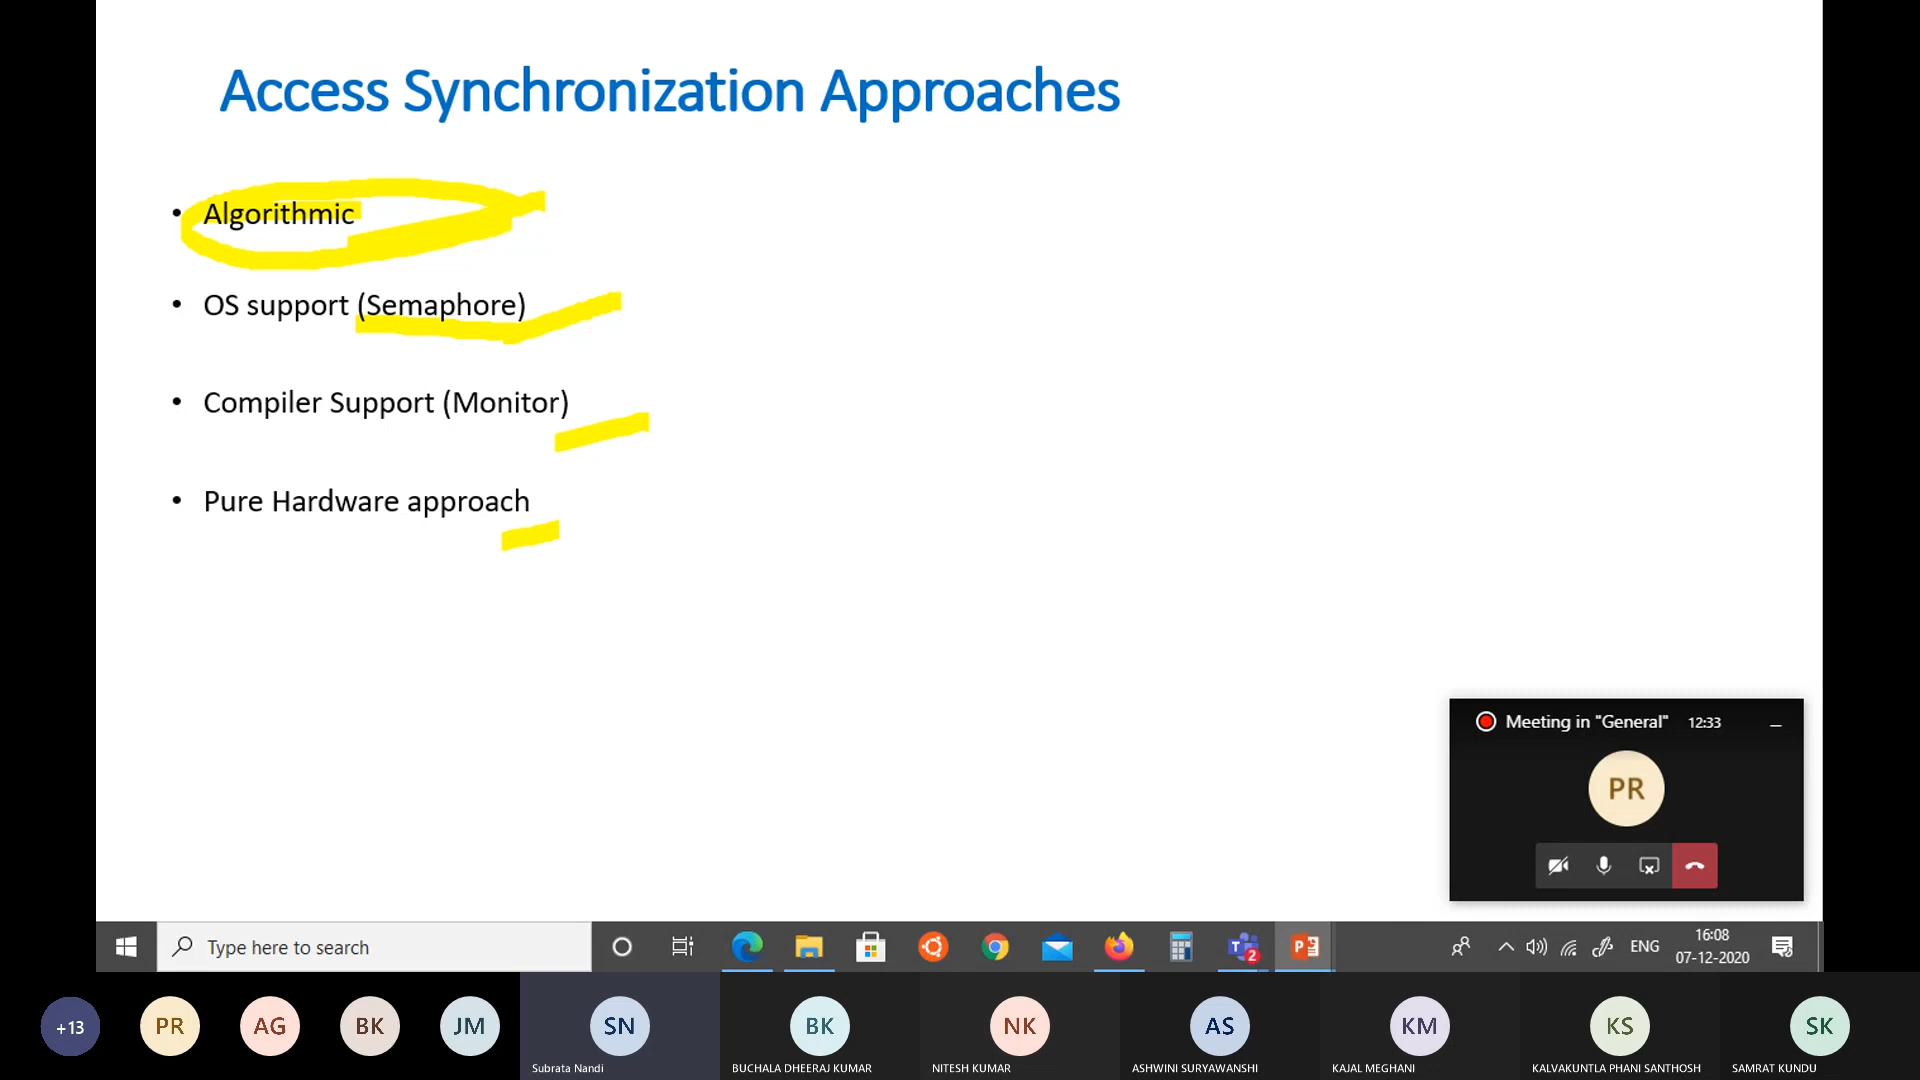 Access Synchronization Approaches
• Algorithmic
• OS support (Semaphore)
• Compiler Support (Monitor)
• Pure Hardware approach
Meeting in "General" 12:33
PR
Type here to search
2
ENG
16:08
07-12-2020
+13
PR
AG
BK
JM
SN
Subrata Nandi
BK
BUCHALA DHEERAJ KUMAR
NK
NITESH KUMAR
AS
ASHWINI SURYAWANSHI
KM
KAJAL MEGHANI
KS
KALVAKUNTLA PHANI SANTHOSH
SK
SAMRAT KUNDU